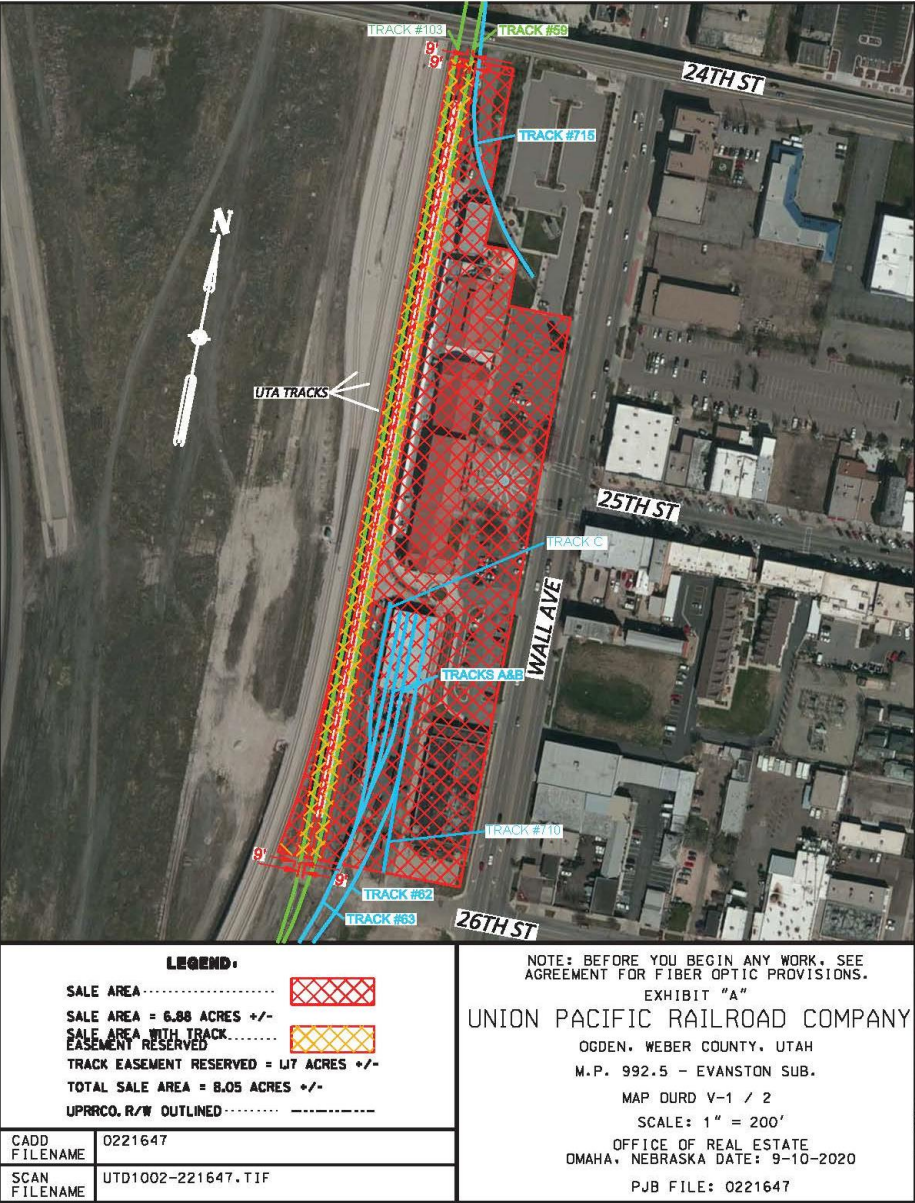 TRACK #103
TRACK #59
9'
9'
24TH ST
TRACK #715
N
UTA TRACKS
25TH ST
TRACK C
WALL AVE
TRACKS A&B
TRACK #710
9'
9'
TRACK #62
TRACK #63
26TH ST
LEGEND:
SALE AREA
SALE AREA = 6.88 ACRES +/-
SALE AREA WITH TRACK
EASEMENT RESERVED
TRACK EASEMENT RESERVED = 1.17 ACRES +/-
TOTAL SALE AREA = 8.05 ACRES +/-
UPRRCO. R/W OUTLINED
CADD
FILENAME
0221647
SCAN
FILENAME
UTD1002-221647.TIF
NOTE: BEFORE YOU BEGIN ANY WORK, SEE
AGREEMENT FOR FIBER OPTIC PROVISIONS.
EXHIBIT "A"
UNION PACIFIC RAILROAD COMPANY
OGDEN, WEBER COUNTY, UTAH
M.P. 992.5 - EVANSTON SUB.
MAP OURD V-1 / 2
SCALE: 1" = 200'
OFFICE OF REAL ESTATE
OMAHA, NEBRASKA DATE: 9-10-2020
PJB FILE: 0221647